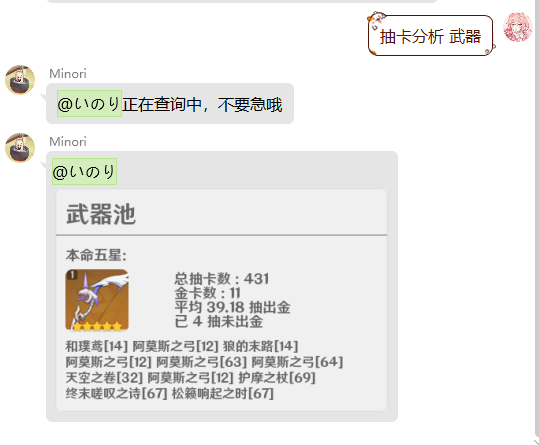 抽卡分析 武器
Minori
@いのり正在查询中，不要急哦
Minori
@いのり
武器池
本命五星:
1
总抽卡数：431
金卡数：11
平均 39.18 抽出金
已 4 抽未出金
和璞鸢[14] 阿莫斯之弓[12] 狼的末路[14]
阿莫斯之弓[12] 阿莫斯之弓[63] 阿莫斯之弓[64]
天空之卷[32] 阿莫斯之弓[12] 护摩之杖[69]
终末嗟叹之诗[67] 松籁响起之时[67]